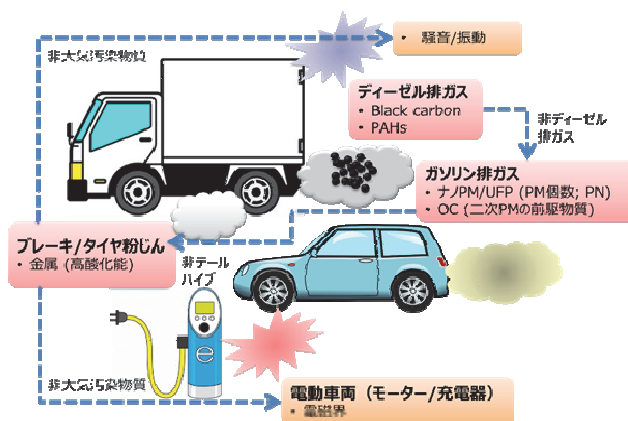 非大気汚染物質
• 騒音/振動
ディーゼル排ガス
• Black carbon
• PAHs
非ディーゼル
排ガス
ガソリン排ガス
• ナノPM/UFP (PM個数; PN)
• OC (二次PMの前駆物質)
ブレーキ/タイヤ粉じん
• 金属 (高酸化能)
非テール
パイプ
e
非大気汚染物質
電動車両（モーター/充電器）
• 電磁界